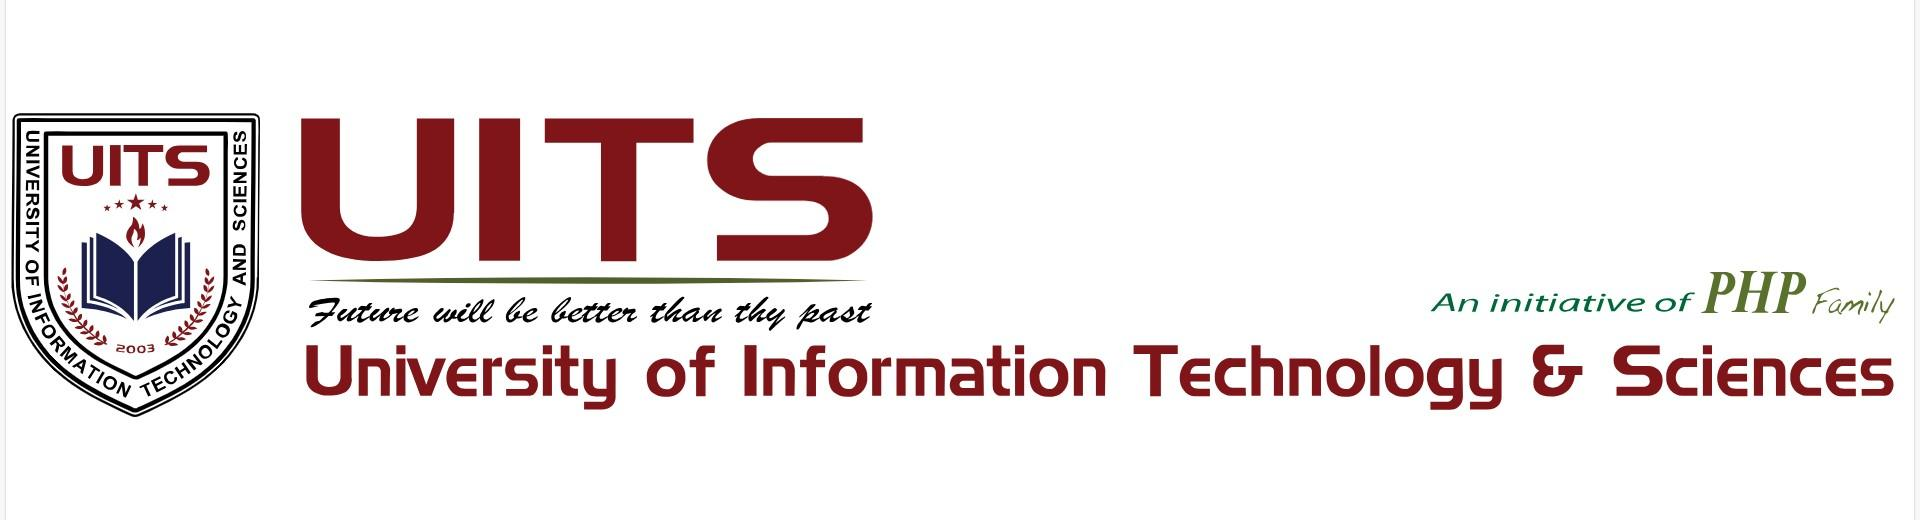 UITS
2003
UNIVERSITY OF INFORMATION TECHNOLOGY AND SCIENCES
UITS
Future will be better than thy past
An initiative of PHP Family
University of Information Technology & Sciences